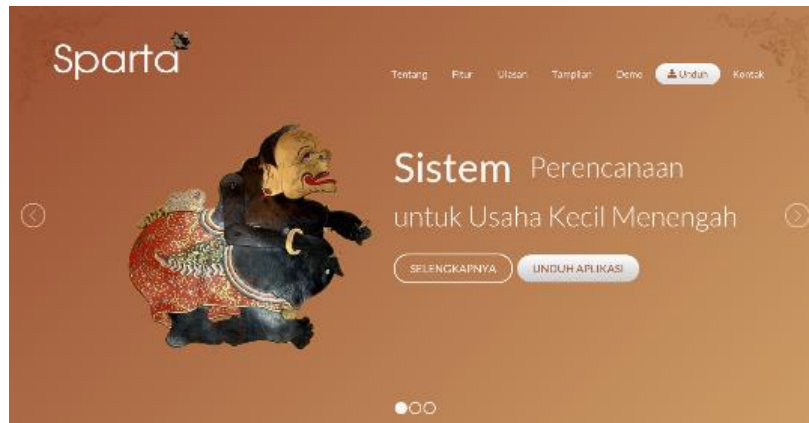 Sparta
Tentang Fitur Ulasan Tampilan Demo Unduh Kontak
Sistem Perencanaan
untuk Usaha Kecil Menengah
SELENGKAPNYA UNDUH APLIKASI